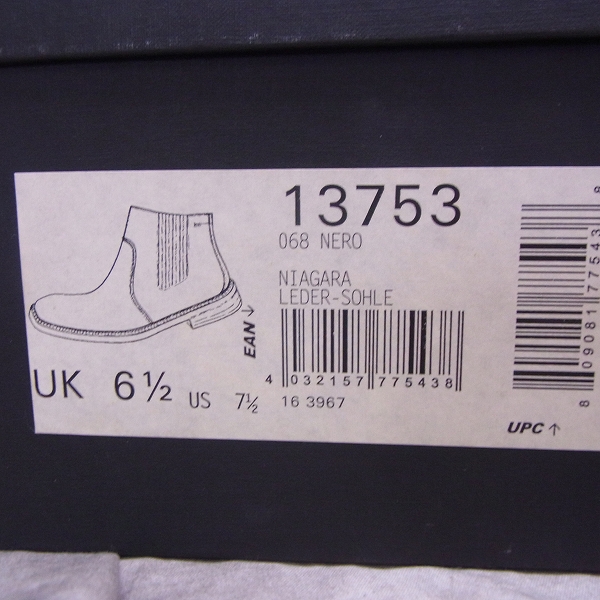 13753
068 NERO
NIAGARA
LEDER-SOHLE
EAN ↓
4 032157 775438
16 3967
UK 6½ US 7½
8 09081 77543 8
UPC ↑